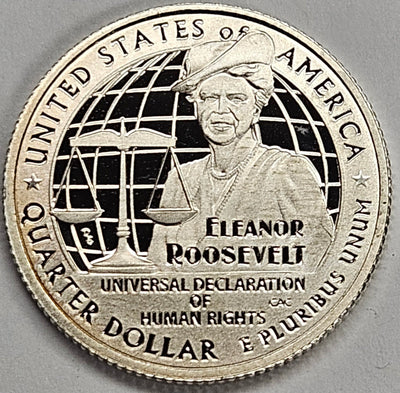 UNITED STATES OF AMERICA
ELEANOR
ROOSEVELT
UNIVERSAL DECLARATION
OF
HUMAN RIGHTS
CAC
QUARTER DOLLAR
E PLURIBUS UNUM